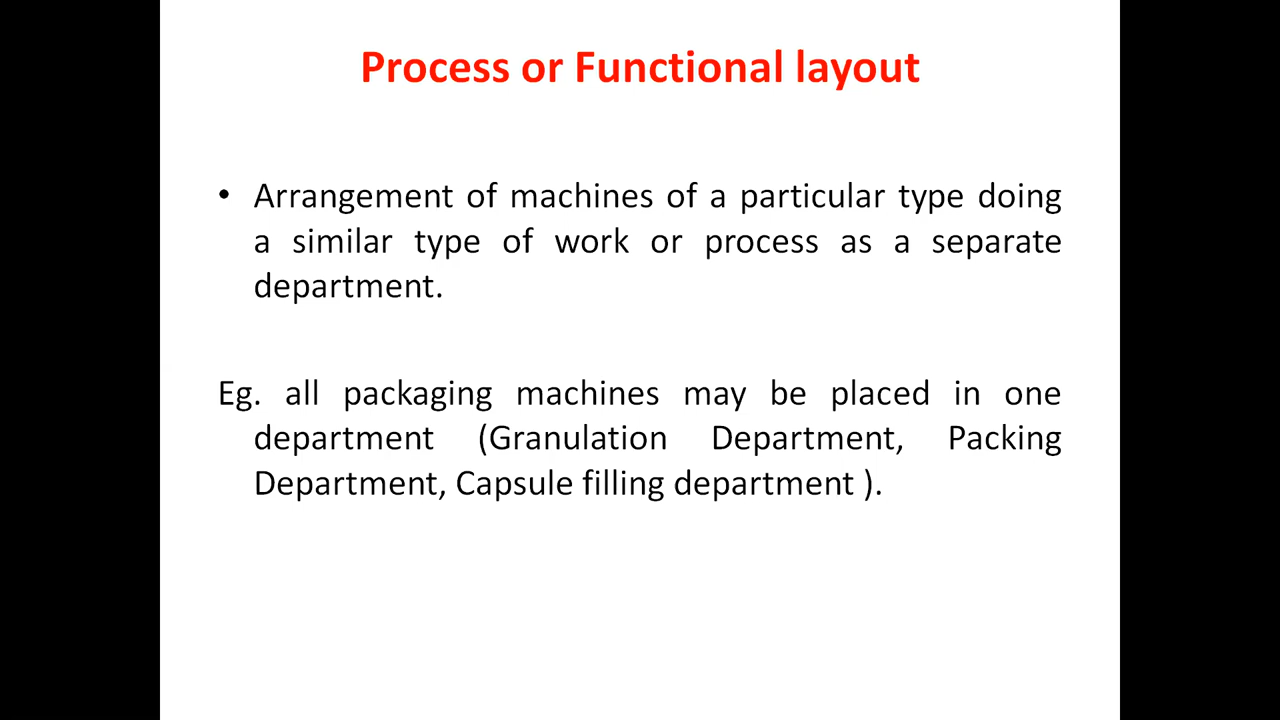 Process or Functional layout
• Arrangement of machines of a particular type doing
a similar type of work or process as a separate
department.
Eg. all packaging machines may be placed in one
department (Granulation Department, Packing
Department, Capsule filling department ).